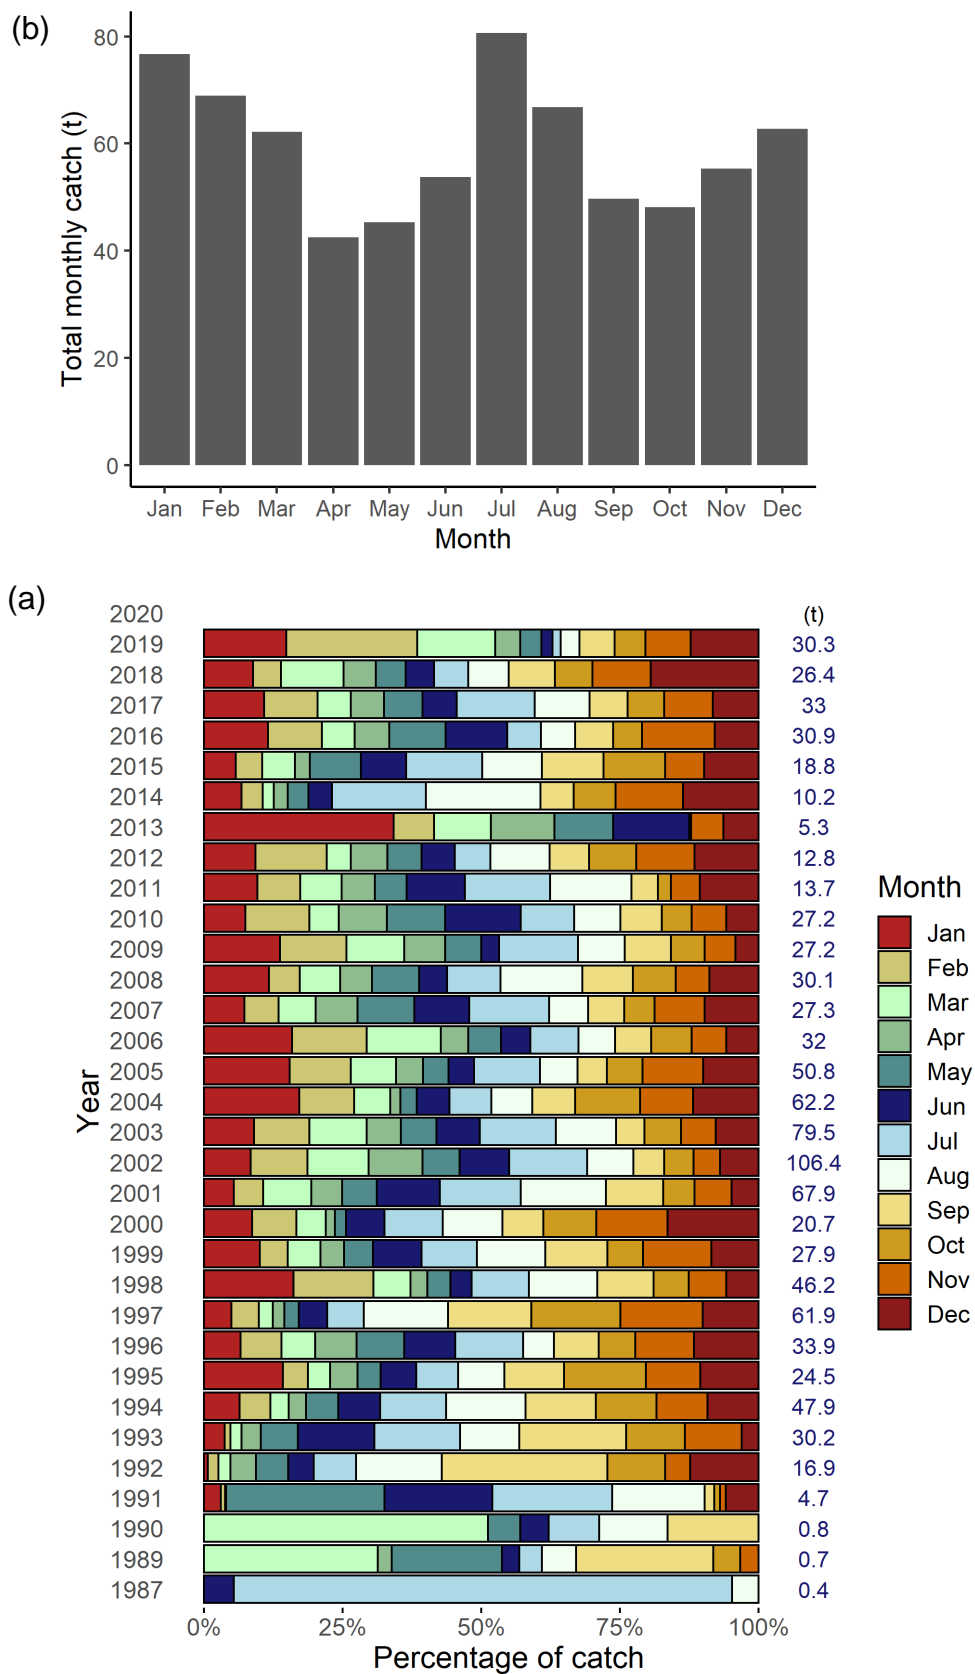 (b)
Total monthly catch (t)
80
60
40
20
0
Jan Feb Mar Apr May Jun Jul Aug Sep Oct Nov Dec
Month
(a)
Year
2020 (t)
2019 30.3
2018 26.4
2017 33
2016 30.9
2015 18.8
2014 10.2
2013 5.3
2012 12.8
2011 13.7
2010 27.2
2009 27.2
2008 30.1
2007 27.3
2006 32
2005 50.8
2004 62.2
2003 79.5
2002 106.4
2001 67.9
2000 20.7
1999 27.9
1998 46.2
1997 61.9
1996 33.9
1995 24.5
1994 47.9
1993 30.2
1992 16.9
1991 4.7
1990 0.8
1989 0.7
1987 0.4
0% 25% 50% 75% 100%
Percentage of catch
Month
Jan
Feb
Mar
Apr
May
Jun
Jul
Aug
Sep
Oct
Nov
Dec